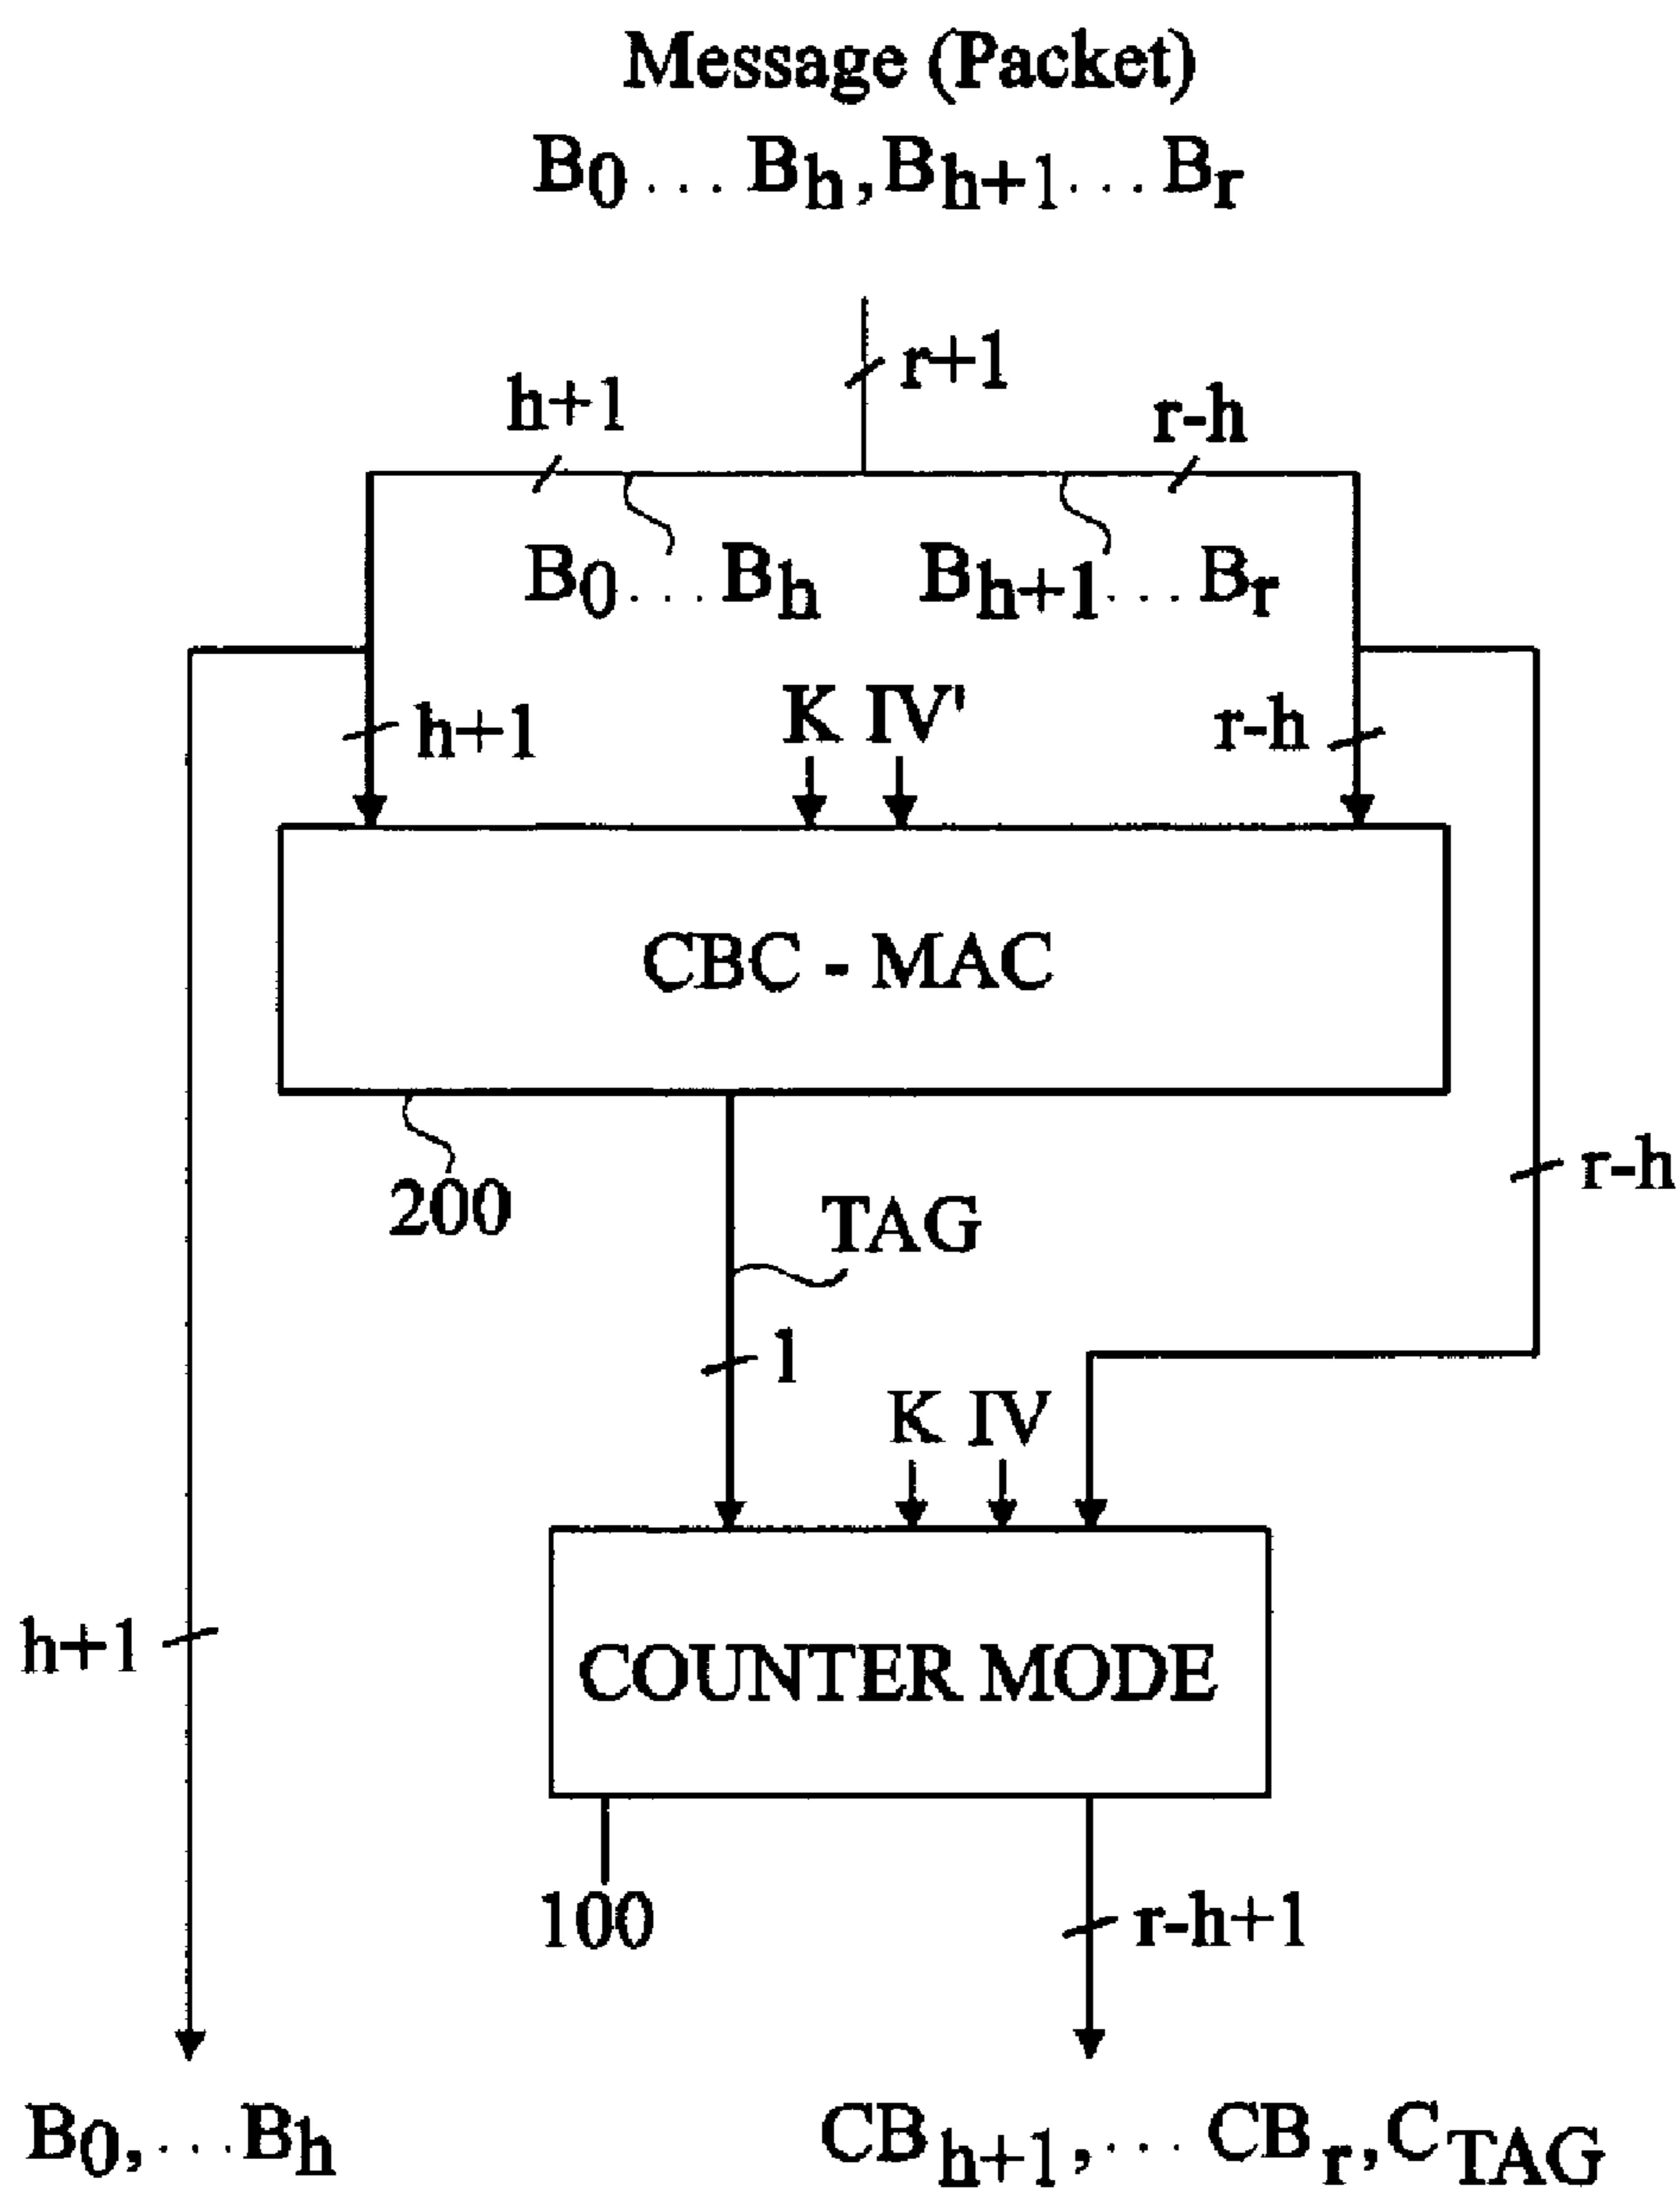 Message (Packet)
B0 ... Bh, Bh+1 ... Br
r+1
h+1
r-h
B0 ... Bh
Bh+1 ... Br
K IV'
h+1
r-h
CBC - MAC
200
r-h
TAG
1
K IV
h+1
COUNTER MODE
100
r-h+1
B0, ... Bh
CBh+1, ... CBr, CTAG